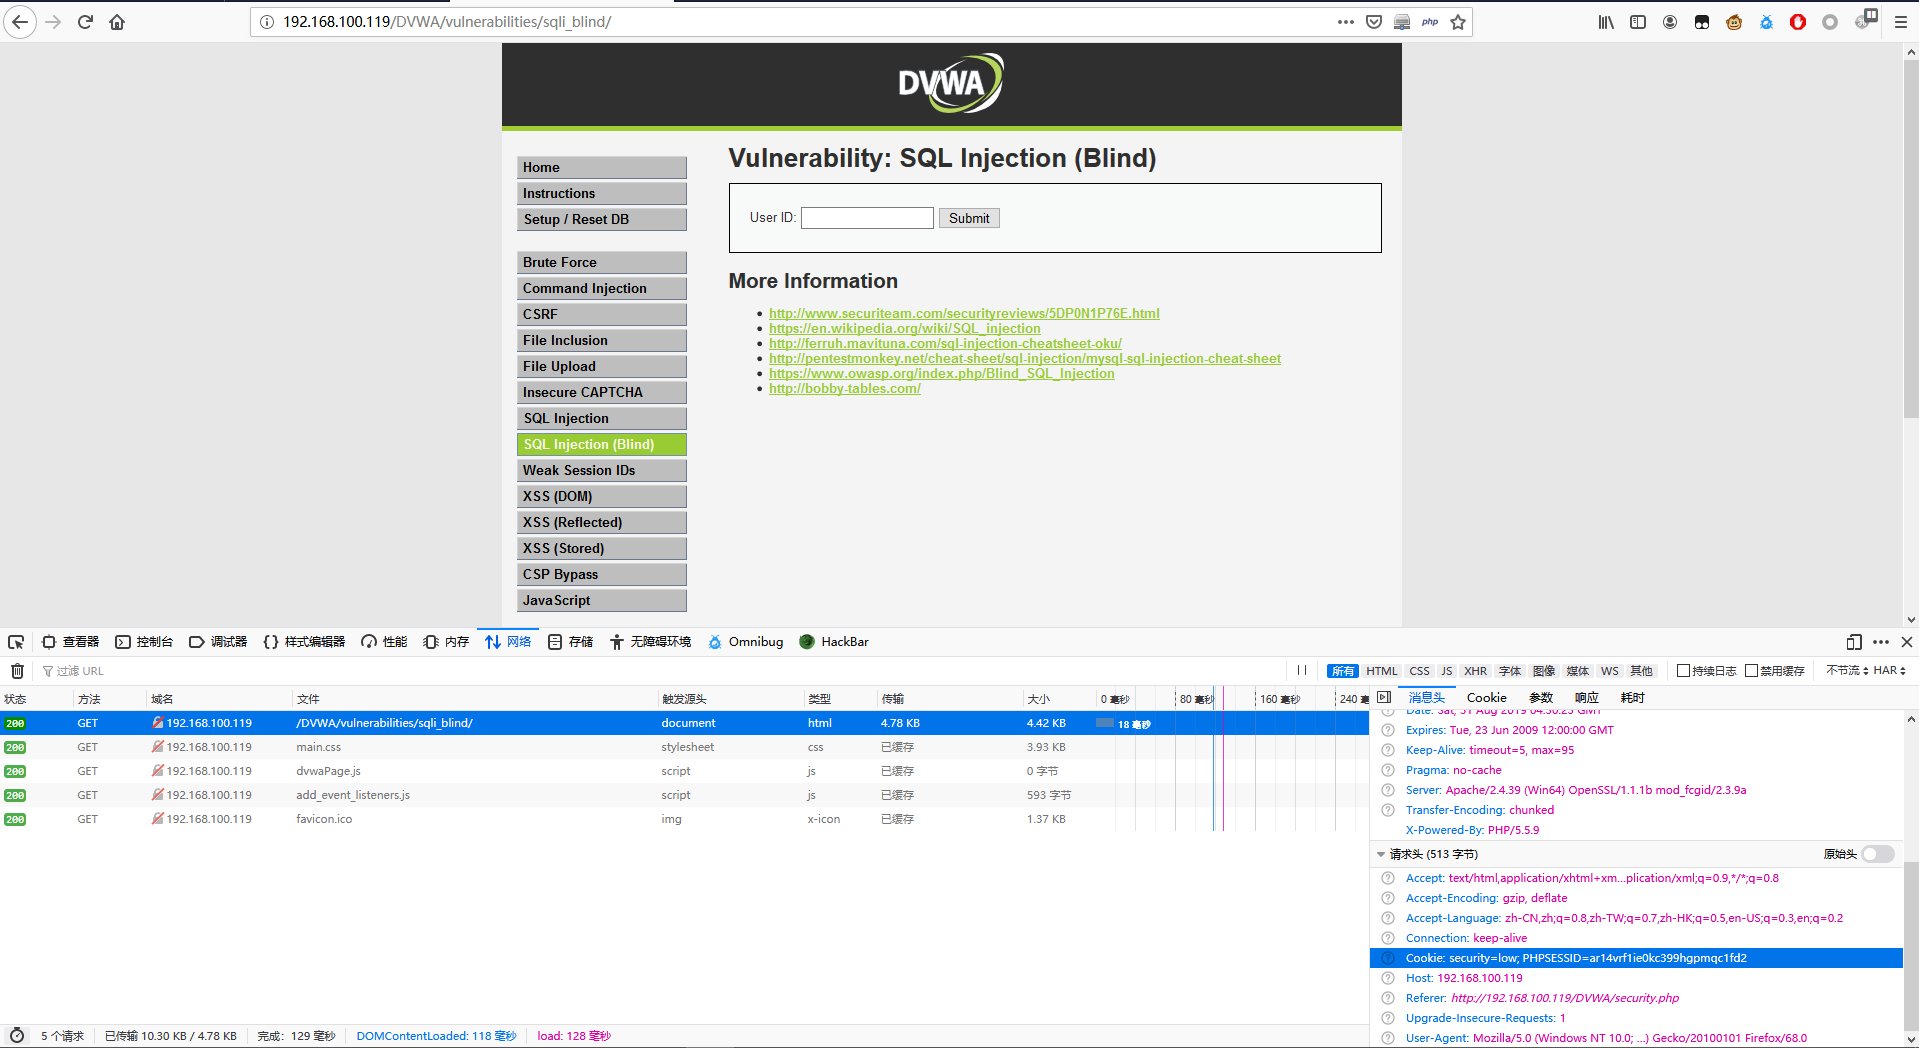 192.168.100.119/DVWA/vulnerabilities/sqli_blind/
php
DVWA
Home
Instructions
Setup / Reset DB
Brute Force
Command Injection
CSRF
File Inclusion
File Upload
Insecure CAPTCHA
SQL Injection
SQL Injection (Blind)
Weak Session IDs
XSS (DOM)
XSS (Reflected)
XSS (Stored)
CSP Bypass
JavaScript
Vulnerability: SQL Injection (Blind)
User ID: Submit
More Information
http://www.securiteam.com/securityreviews/5DP0N1P76E.html
https://en.wikipedia.org/wiki/SQL_injection
http://ferruh.mavituna.com/sql-injection-cheatsheet-oku/
http://pentestmonkey.net/cheat-sheet/sql-injection/mysql-sql-injection-cheat-sheet
https://www.owasp.org/index.php/Blind_SQL_Injection
http://bobby-tables.com/
查看器 控制台 调试器 样式编辑器 性能 内存 网络 存储 无障碍环境 Omnibug HackBar
过滤 URL 所有 HTML CSS JS XHR 字体 图像 媒体 WS 其他 持续日志 禁用缓存 不节流 HAR
状态 方法 域名 文件 触发源头 类型 传输 大小 0 毫秒 80 毫秒 160 毫秒 240 毫
200 GET 192.168.100.119 /DVWA/vulnerabilities/sqli_blind/ document html 4.78 KB 4.42 KB 18 毫秒
200 GET 192.168.100.119 main.css stylesheet css 已缓存 3.93 KB
200 GET 192.168.100.119 dvwaPage.js script js 已缓存 0 字节
200 GET 192.168.100.119 add_event_listeners.js script js 已缓存 593 字节
200 GET 192.168.100.119 favicon.ico img x-icon 已缓存 1.37 KB
5 个请求 已传输 10.30 KB / 4.78 KB 完成：129 毫秒 DOMContentLoaded: 118 毫秒 load: 128 毫秒
消息头 Cookie 参数 响应 耗时
Date: Sat, 31 Aug 2019 04:36:23 GMT
Expires: Tue, 23 Jun 2009 12:00:00 GMT
Keep-Alive: timeout=5, max=95
Pragma: no-cache
Server: Apache/2.4.39 (Win64) OpenSSL/1.1.1b mod_fcgid/2.3.9a
Transfer-Encoding: chunked
X-Powered-By: PHP/5.5.9
请求头 (513 字节) 原始头
Accept: text/html,application/xhtml+xm…plication/xml;q=0.9,*/*;q=0.8
Accept-Encoding: gzip, deflate
Accept-Language: zh-CN,zh;q=0.8,zh-TW;q=0.7,zh-HK;q=0.5,en-US;q=0.3,en;q=0.2
Connection: keep-alive
Cookie: security=low; PHPSESSID=ar14vrf1ie0kc399hgpmqc1fd2
Host: 192.168.100.119
Referer: http://192.168.100.119/DVWA/security.php
Upgrade-Insecure-Requests: 1
User-Agent: Mozilla/5.0 (Windows NT 10.0; …) Gecko/20100101 Firefox/68.0